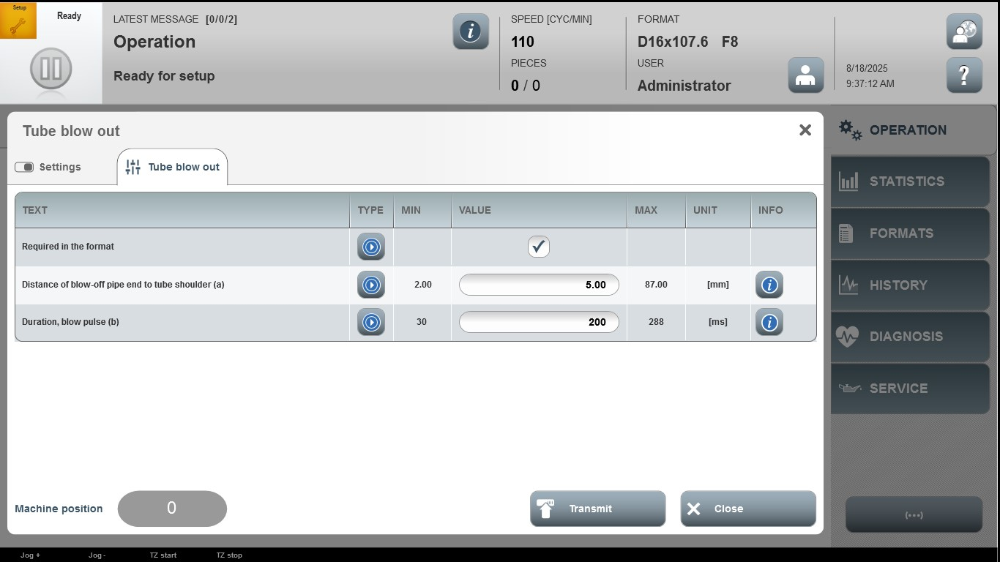 Setup
Ready
LATEST MESSAGE [0/0/2]
Operation
Ready for setup
i
SPEED [CYC/MIN]
110
PIECES
0 / 0
FORMAT
D16x107.6 F8
USER
Administrator
8/18/2025
9:37:12 AM
?
Tube blow out
Settings
Tube blow out
TEXT TYPE MIN VALUE MAX UNIT INFO
Required in the format
Distance of blow-off pipe end to tube shoulder (a) 2.00 5.00 87.00 [mm] i
Duration, blow pulse (b) 30 200 288 [ms] i
Machine position 0
Transmit
Close
OPERATION
STATISTICS
FORMATS
HISTORY
DIAGNOSIS
SERVICE
(•••)
Jog + Jog - TZ start TZ stop